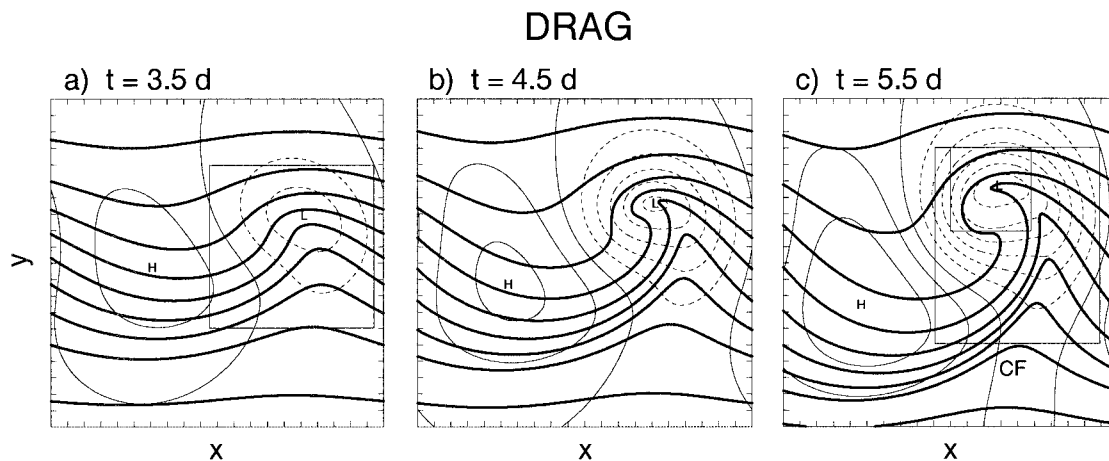 DRAG
a) t = 3.5 d
b) t = 4.5 d
c) t = 5.5 d
y
L
H
L
H
H
CF
x
x
x